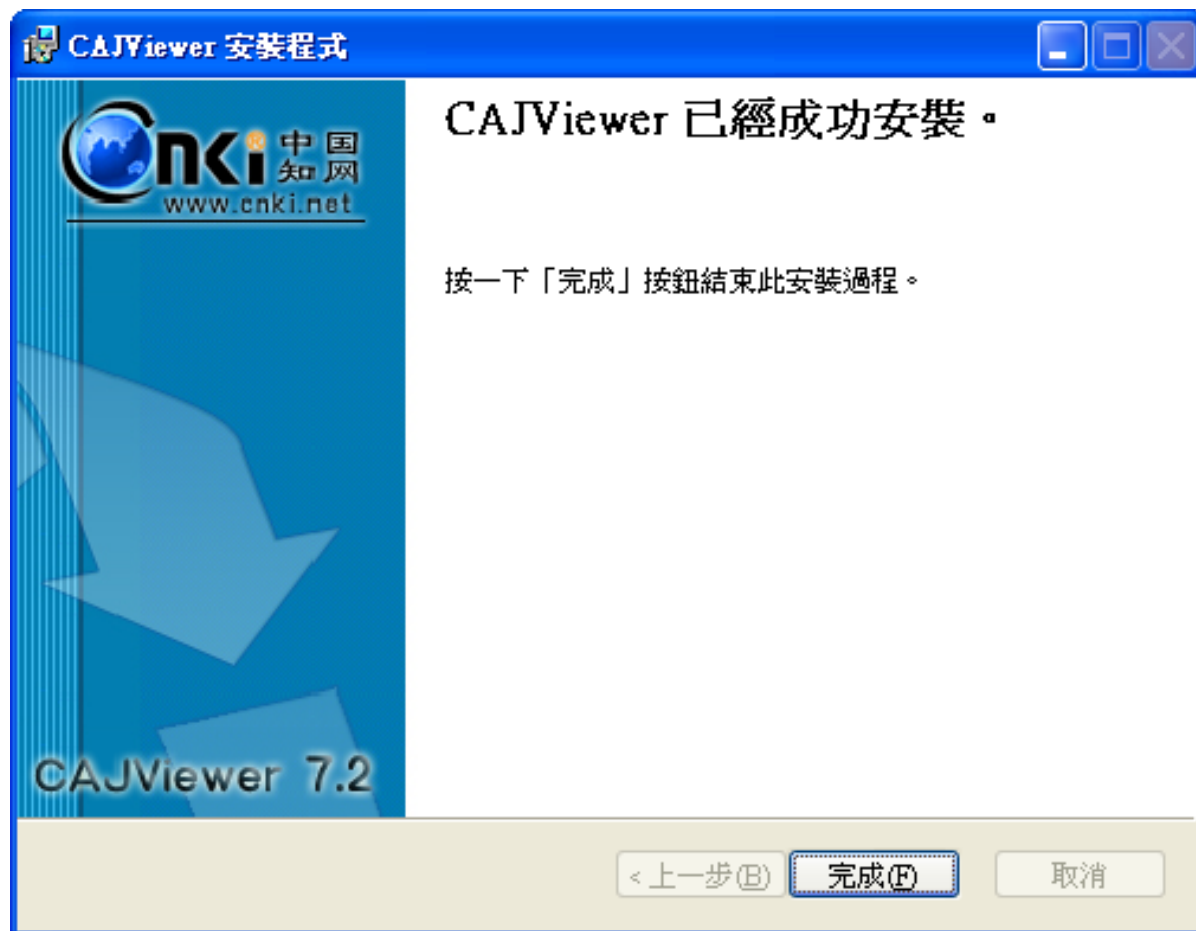 CAJViewer 安裝程式
Cnki® 中国知网
www.cnki.net
CAJViewer 已經成功安裝。
按一下「完成」按鈕結束此安裝過程。
CAJViewer 7.2
<上一步(B)
完成(F)
取消